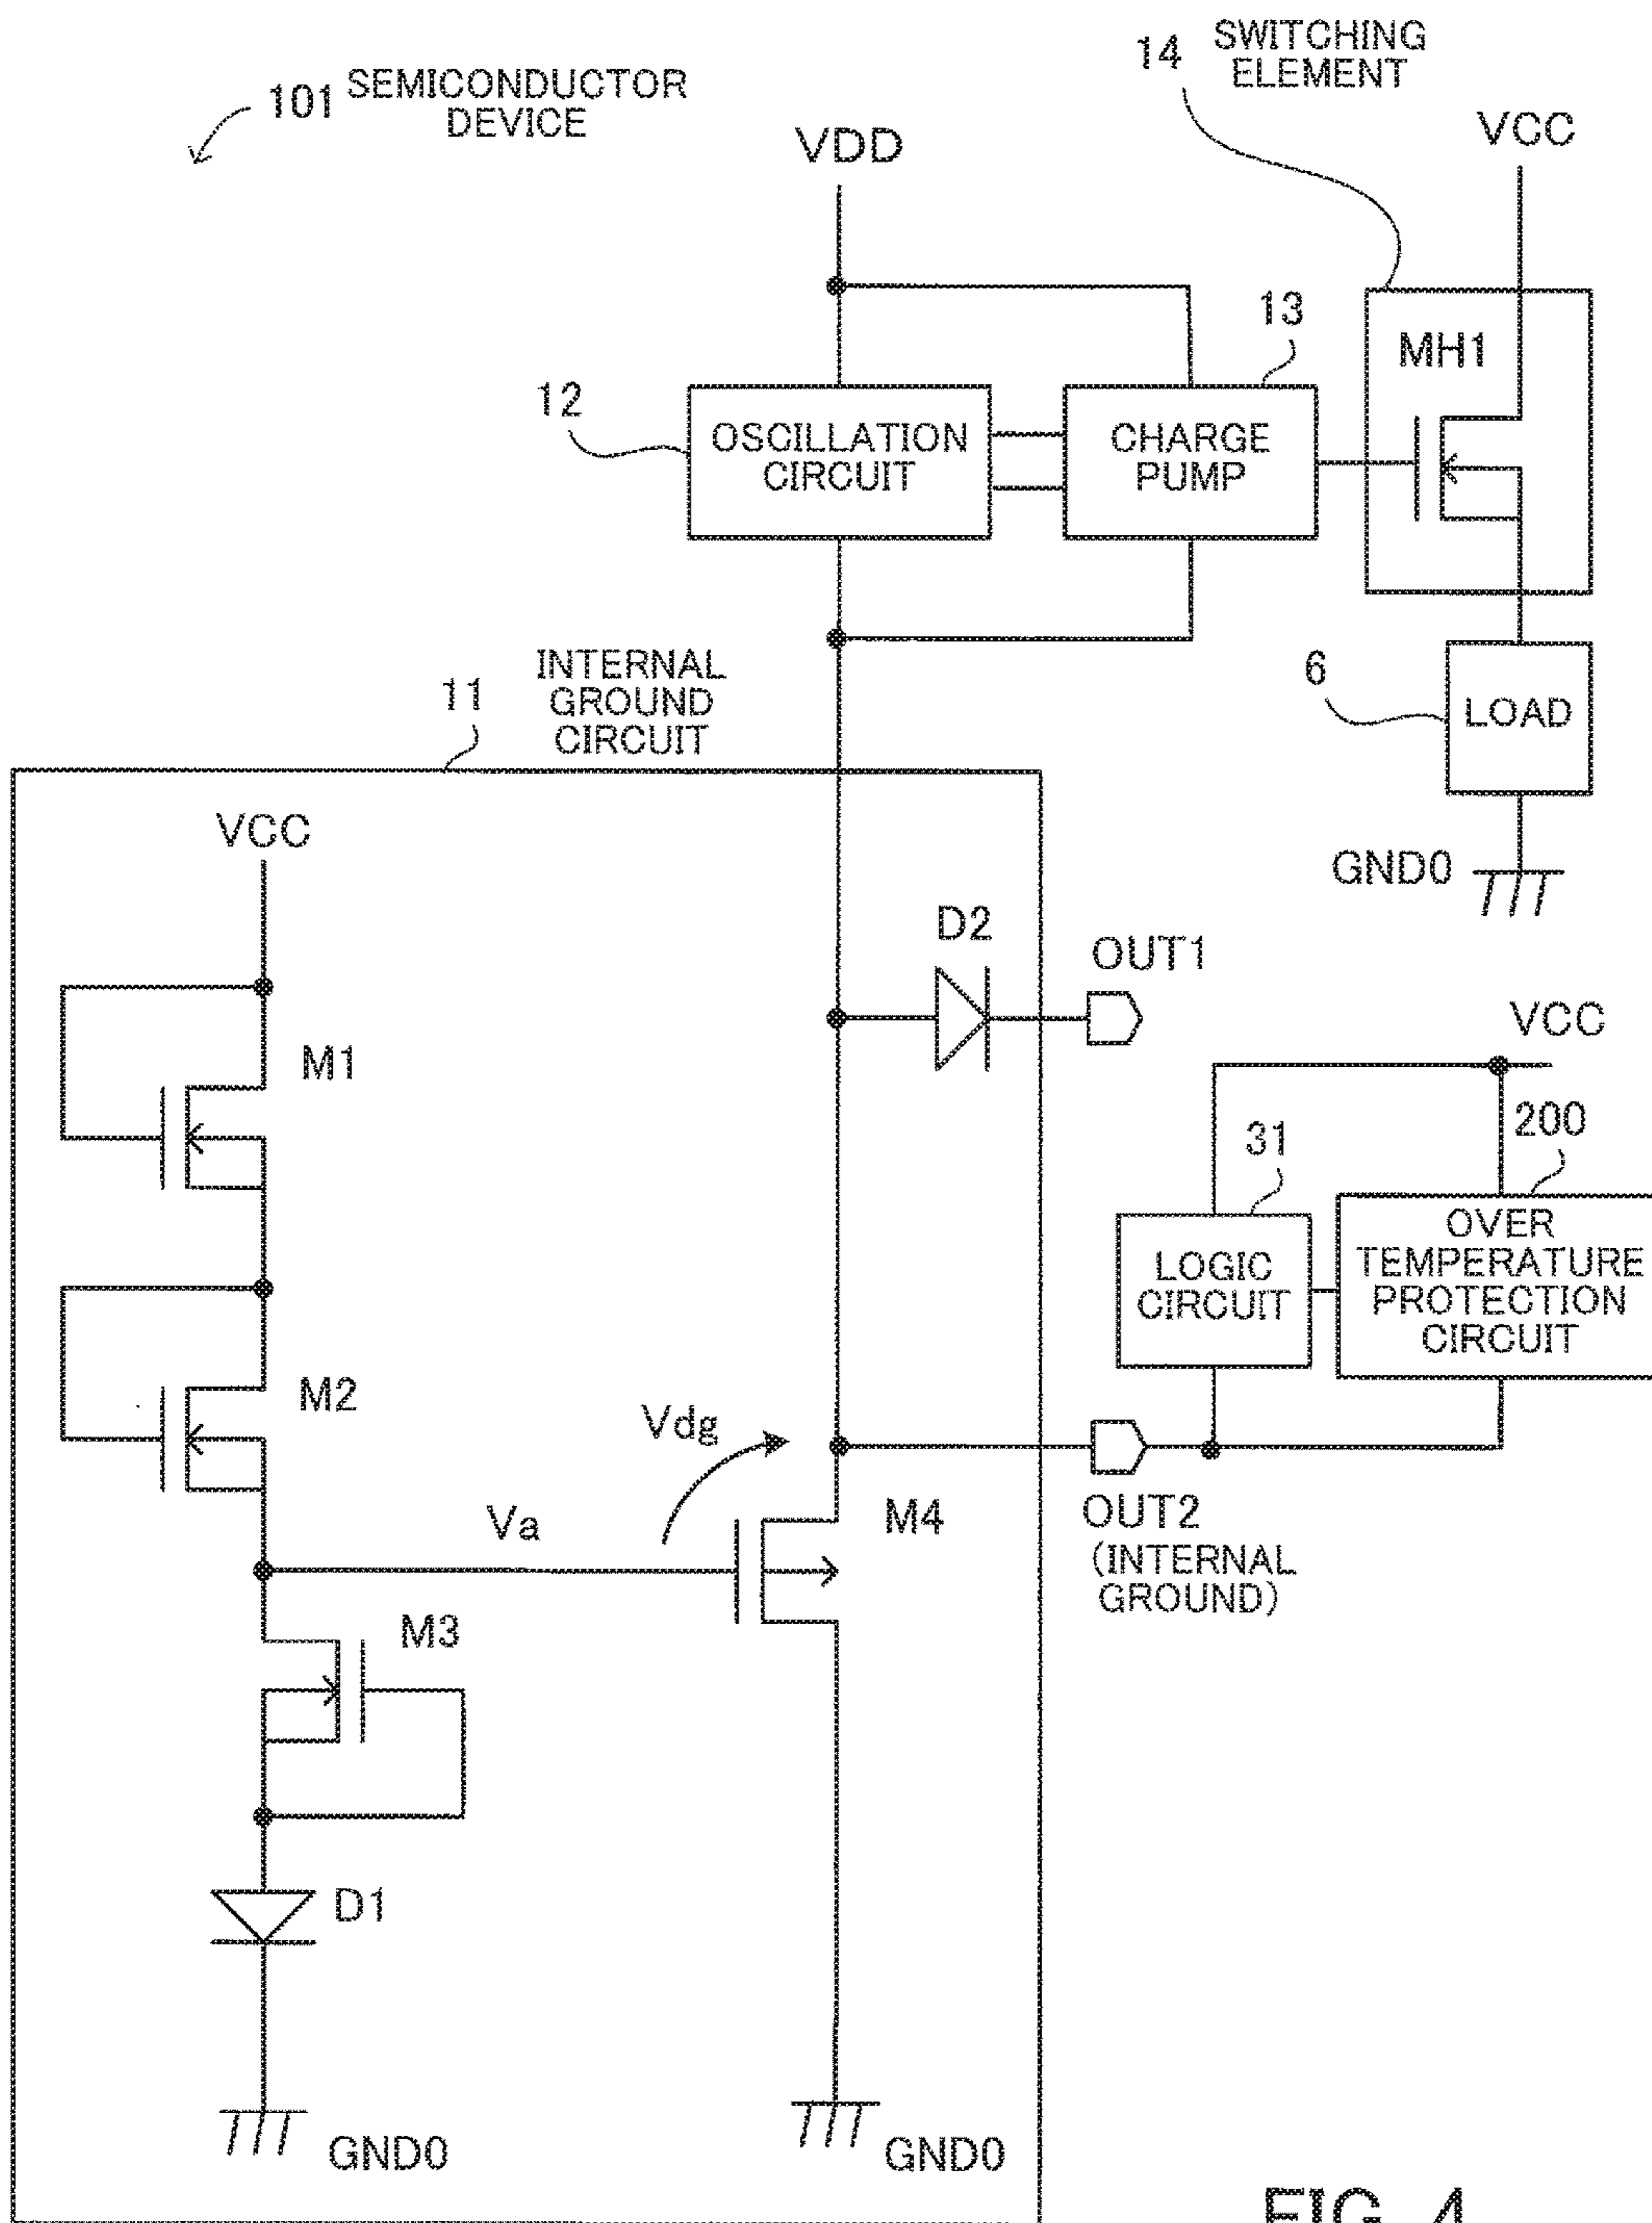 14
SWITCHING
ELEMENT
101
SEMICONDUCTOR
DEVICE
VDD
VCC
13
MH1
12
OSCILLATION
CIRCUIT
CHARGE
PUMP
11
INTERNAL
GROUND
CIRCUIT
6
LOAD
GND0
VCC
D2
OUT1
VCC
M1
200
31
OVER
TEMPERATURE
PROTECTION
CIRCUIT
LOGIC
CIRCUIT
M2
Vdg
Va
M4
OUT2
(INTERNAL
GROUND)
M3
D1
GND0
GND0
FIG. 4